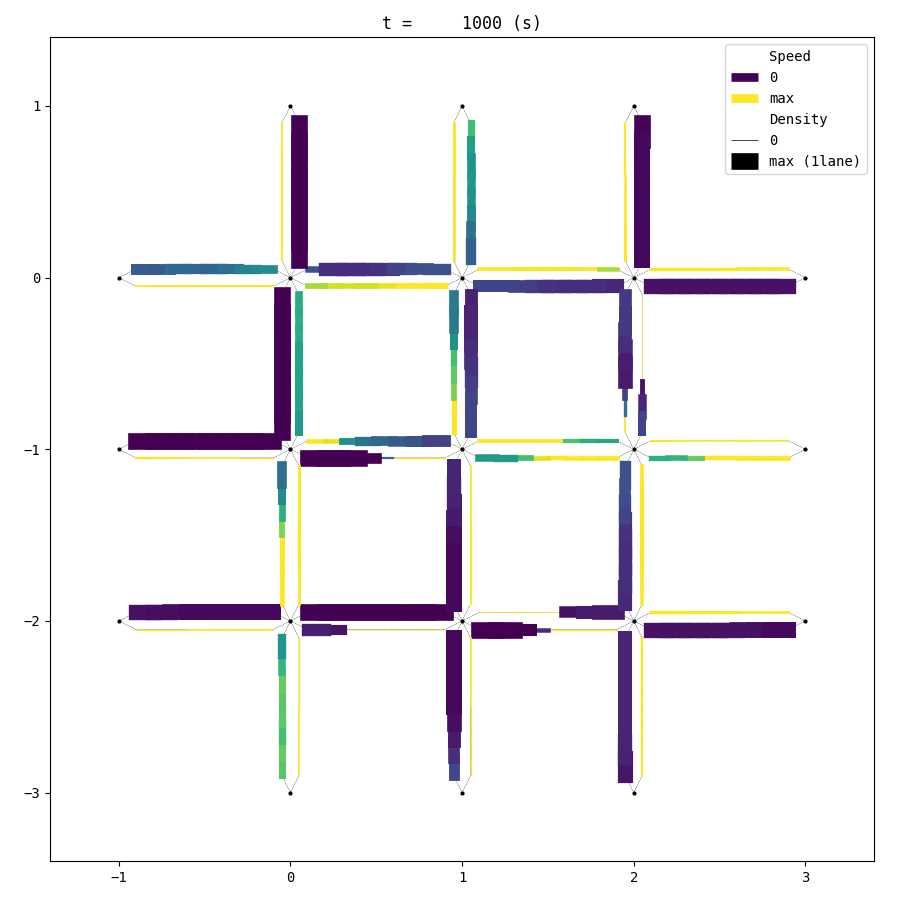 t =      1000 (s)
Speed
0
max
Density
0
max (1lane)
1
0
−1
−2
−3
−1 0 1 2 3